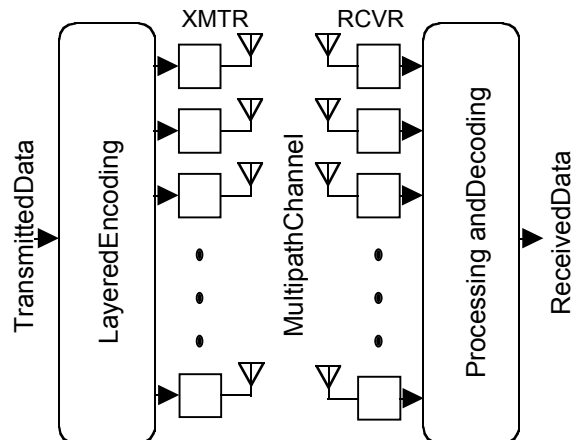 XMTR
RCVR
TransmittedData
LayeredEncoding
MultipathChannel
Processing andDecoding
ReceivedData